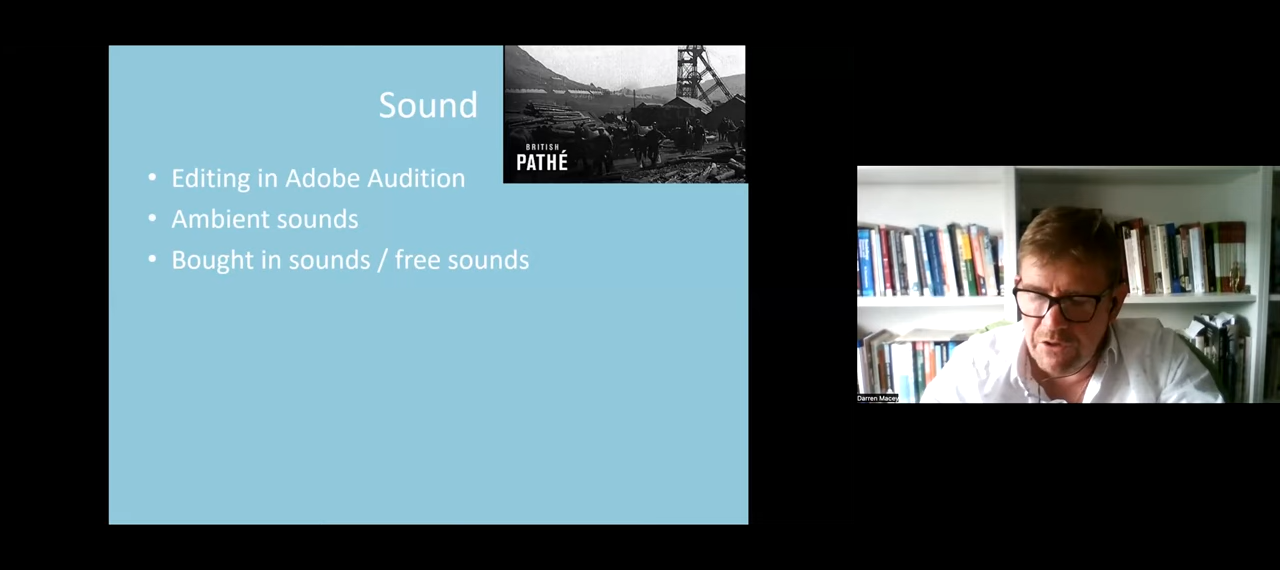 Sound
BRITISH
PATHÉ
• Editing in Adobe Audition
• Ambient sounds
• Bought in sounds / free sounds
Darren Macey